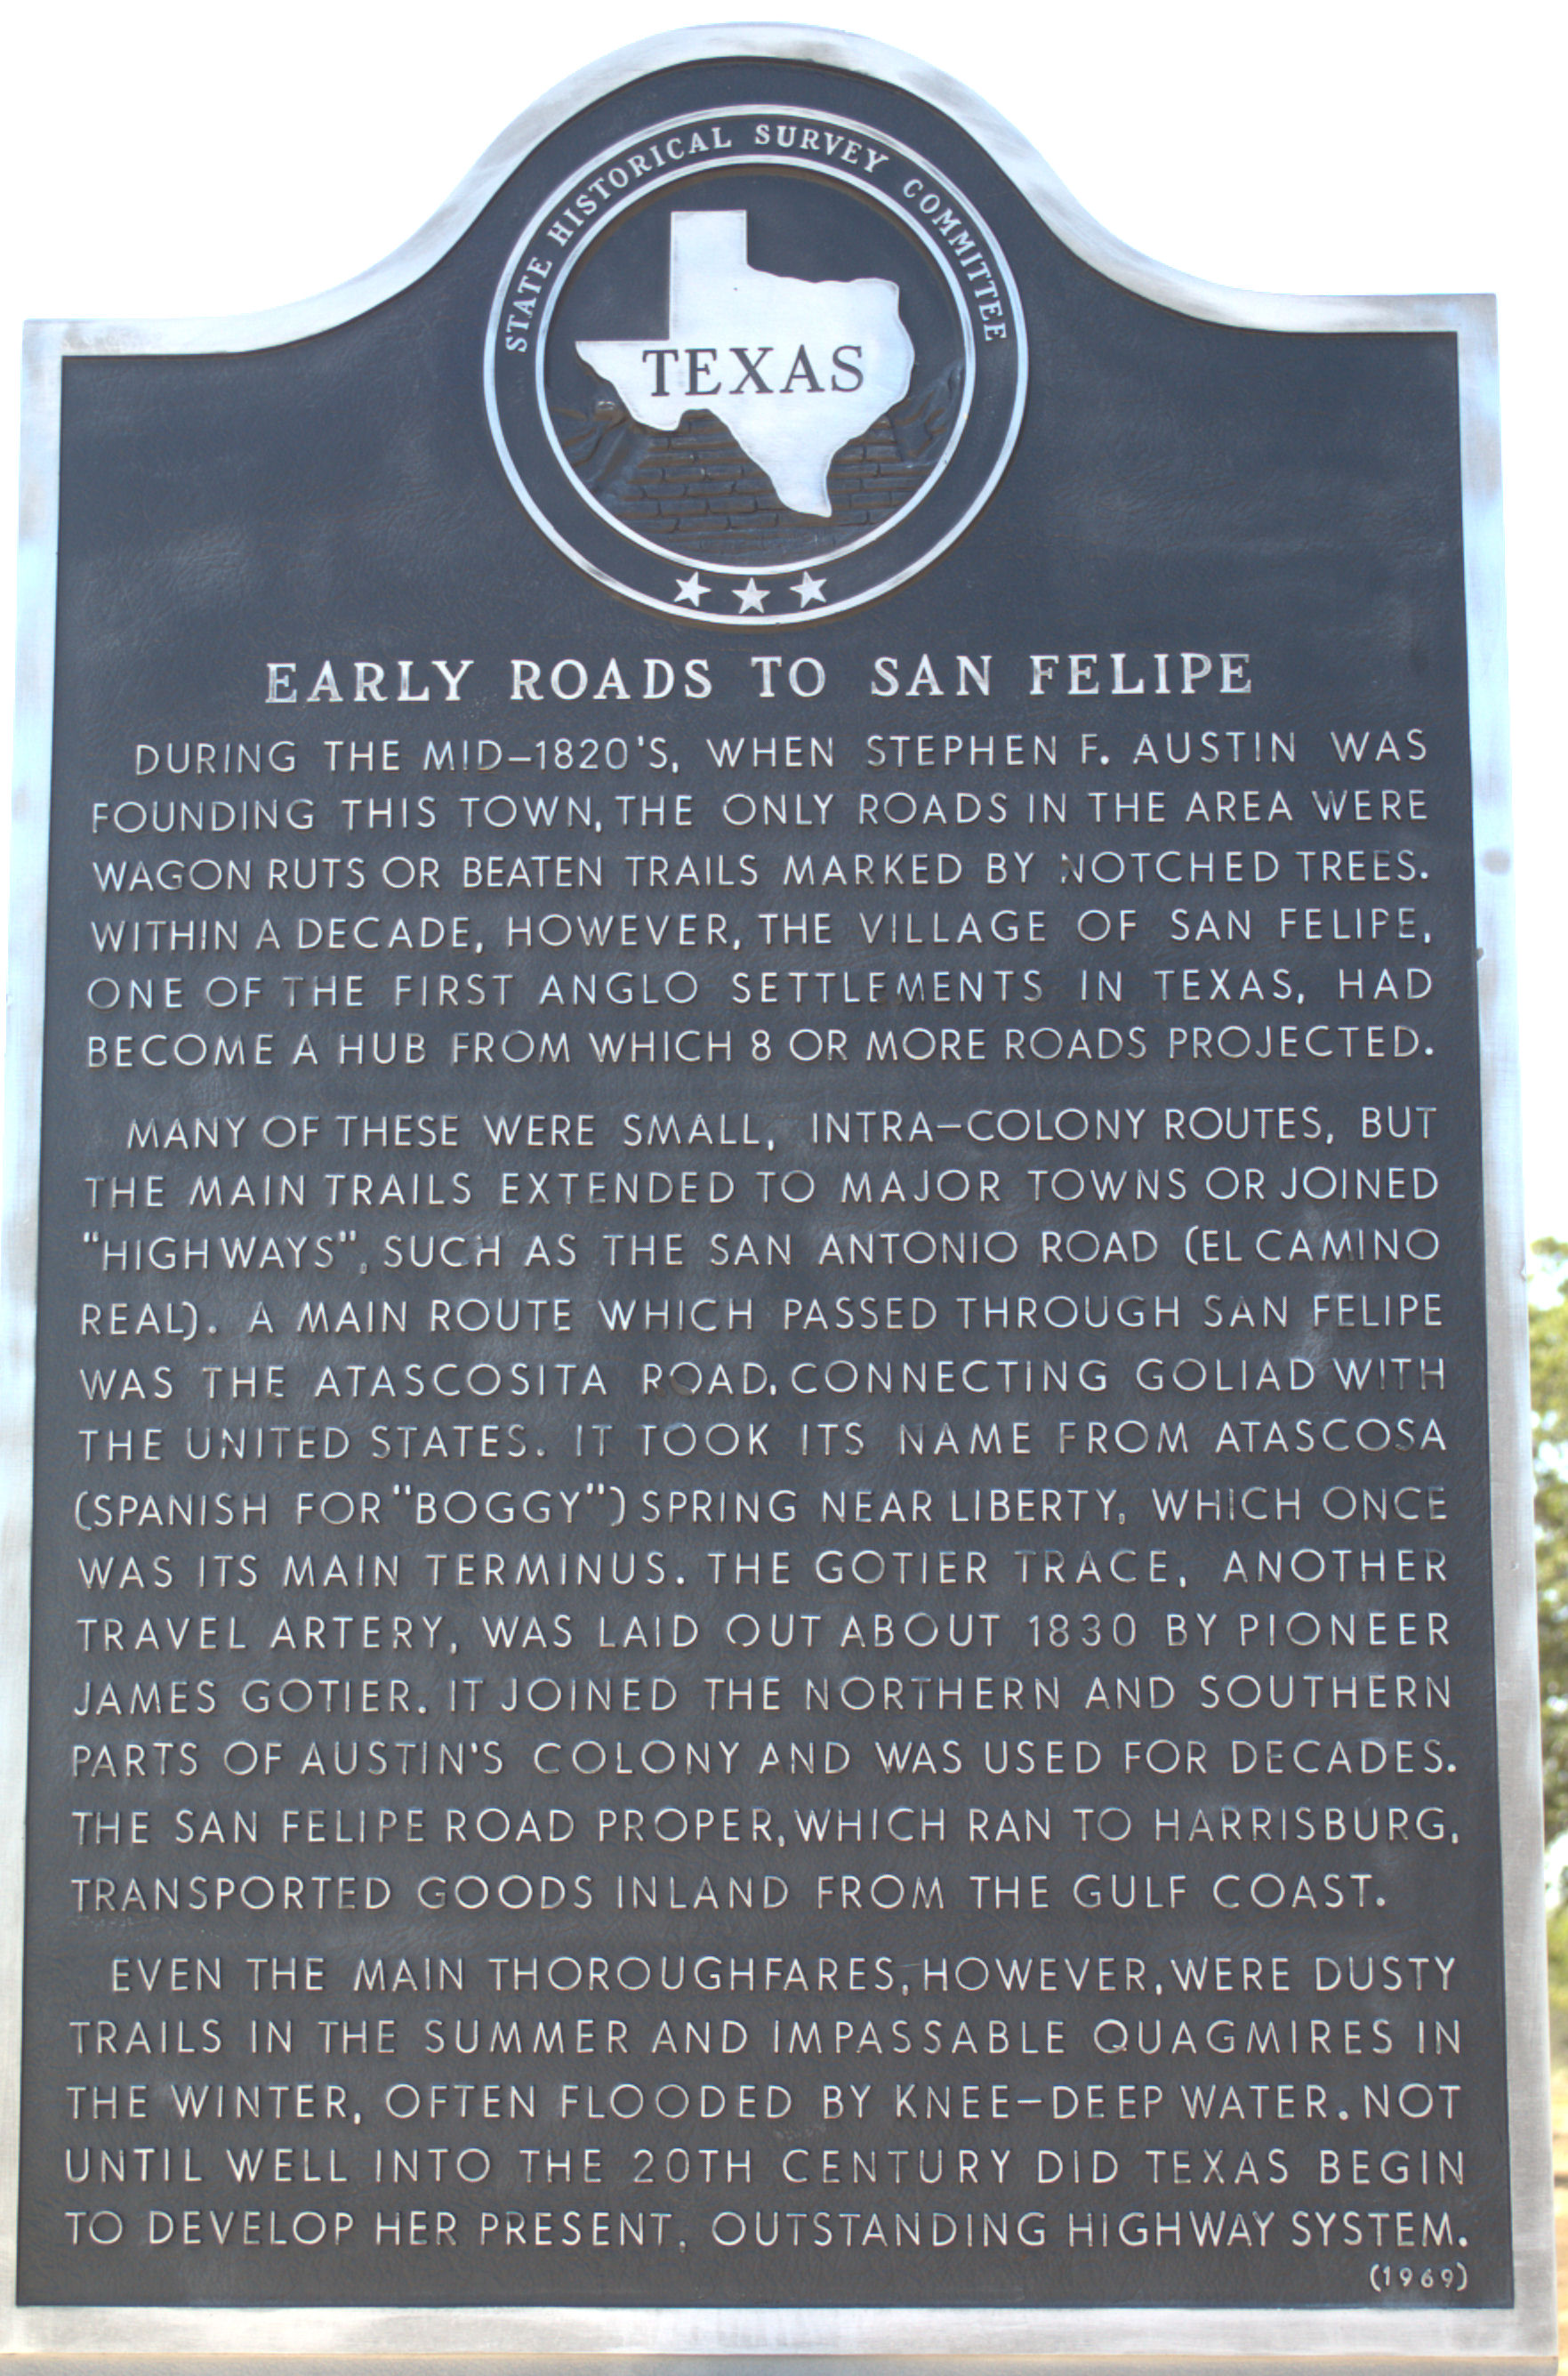 STATE HISTORICAL SURVEY COMMITTEE
TEXAS
EARLY ROADS TO SAN FELIPE
DURING THE MID-1820'S, WHEN STEPHEN F. AUSTIN WAS
FOUNDING THIS TOWN, THE ONLY ROADS IN THE AREA WERE
WAGON RUTS OR BEATEN TRAILS MARKED BY NOTCHED TREES.
WITHIN A DECADE, HOWEVER, THE VILLAGE OF SAN FELIPE,
ONE OF THE FIRST ANGLO SETTLEMENTS IN TEXAS, HAD
BECOME A HUB FROM WHICH 8 OR MORE ROADS PROJECTED.
MANY OF THESE WERE SMALL, INTRA-COLONY ROUTES, BUT
THE MAIN TRAILS EXTENDED TO MAJOR TOWNS OR JOINED
"HIGHWAYS", SUCH AS THE SAN ANTONIO ROAD (EL CAMINO
REAL). A MAIN ROUTE WHICH PASSED THROUGH SAN FELIPE
WAS THE ATASCOSITA ROAD, CONNECTING GOLIAD WITH
THE UNITED STATES. IT TOOK ITS NAME FROM ATASCOSA
(SPANISH FOR "BOGGY") SPRING NEAR LIBERTY, WHICH ONCE
WAS ITS MAIN TERMINUS. THE GOTIER TRACE, ANOTHER
TRAVEL ARTERY, WAS LAID OUT ABOUT 1830 BY PIONEER
JAMES GOTIER. IT JOINED THE NORTHERN AND SOUTHERN
PARTS OF AUSTIN'S COLONY AND WAS USED FOR DECADES.
THE SAN FELIPE ROAD PROPER, WHICH RAN TO HARRISBURG,
TRANSPORTED GOODS INLAND FROM THE GULF COAST.
EVEN THE MAIN THOROUGHFARES, HOWEVER, WERE DUSTY
TRAILS IN THE SUMMER AND IMPASSABLE QUAGMIRES IN
THE WINTER, OFTEN FLOODED BY KNEE-DEEP WATER. NOT
UNTIL WELL INTO THE 20TH CENTURY DID TEXAS BEGIN
TO DEVELOP HER PRESENT, OUTSTANDING HIGHWAY SYSTEM.
(1969)